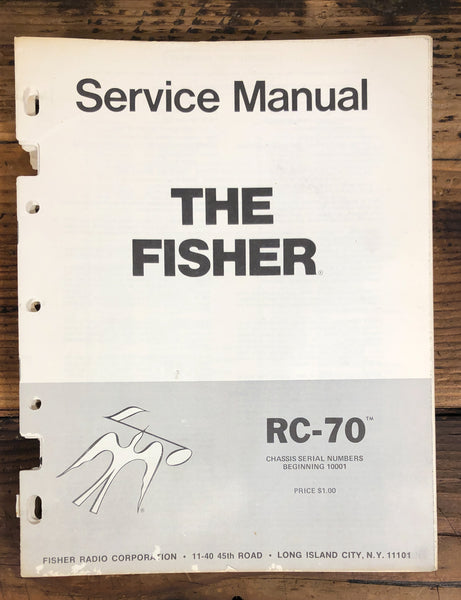 Service Manual
THE
FISHER®
RC-70™
CHASSIS SERIAL NUMBERS
BEGINNING 10001
PRICE $1.00
®
FISHER RADIO CORPORATION • 11-40 45th ROAD • LONG ISLAND CITY, N.Y. 11101